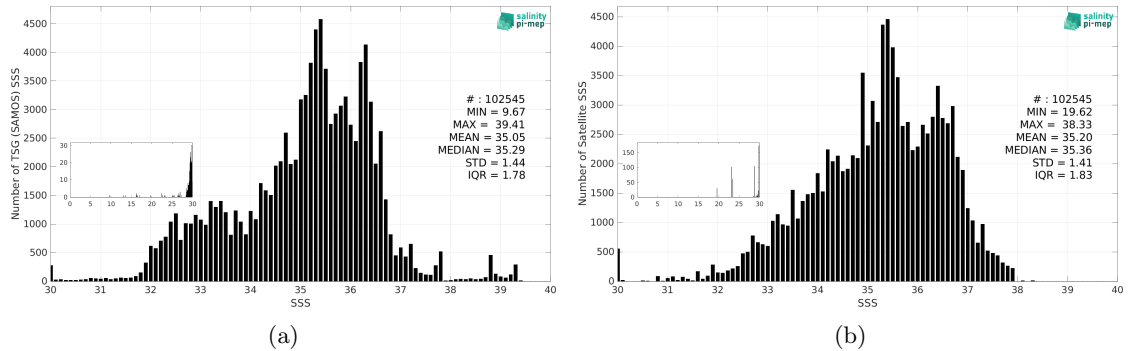 salinity
pi-mep
Number of TSG (SAMOS) SSS
4500
4000
3500
3000
2500
2000
1500
1000
500
0
# : 102545
MIN = 9.67
MAX = 39.41
MEAN = 35.05
MEDIAN = 35.29
STD = 1.44
IQR = 1.78
30
20
10
0
0 5 10 15 20 25 30
30 31 32 33 34 35 36 37 38 39 40
SSS
(a)
salinity
pi-mep
Number of Satellite SSS
4500
4000
3500
3000
2500
2000
1500
1000
500
0
# : 102545
MIN = 19.62
MAX = 38.33
MEAN = 35.20
MEDIAN = 35.36
STD = 1.41
IQR = 1.83
150
100
50
0
0 5 10 15 20 25 30
30 31 32 33 34 35 36 37 38 39 40
SSS
(b)